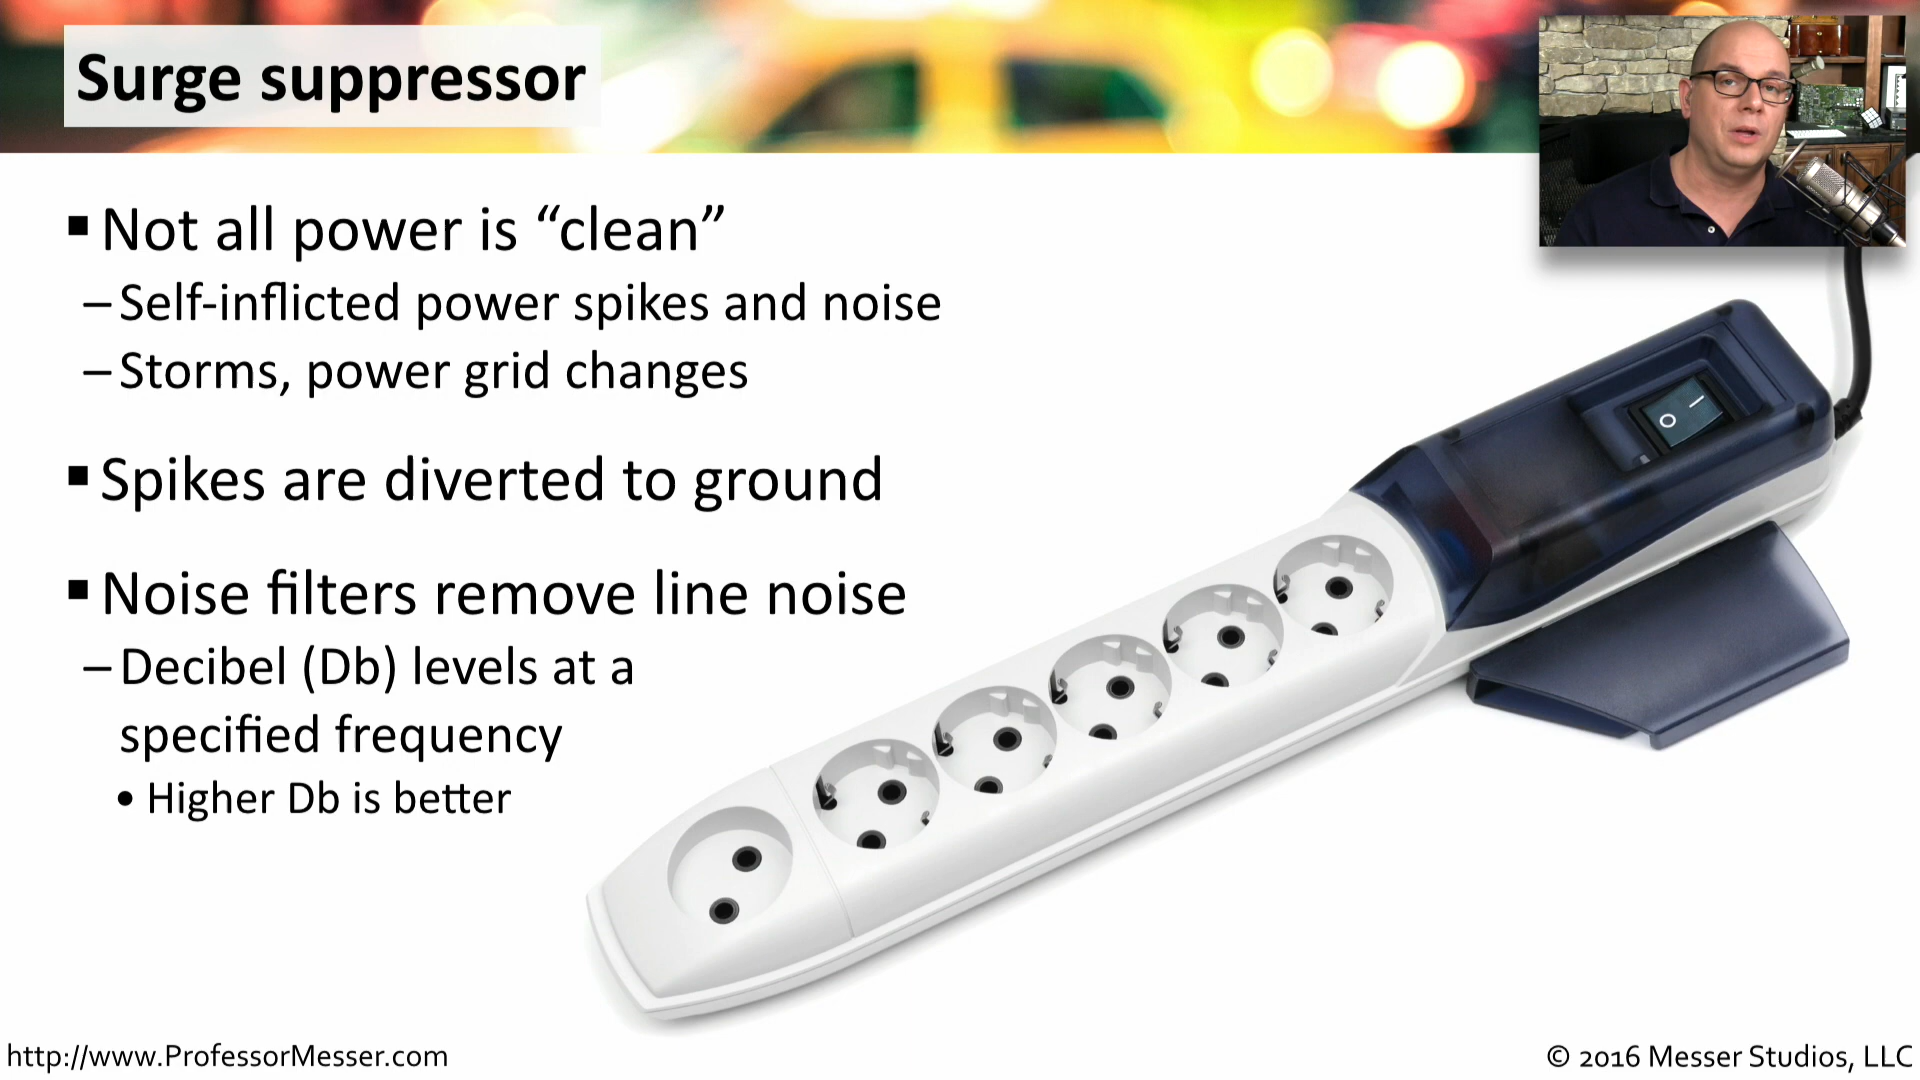 Surge suppressor
▪ Not all power is “clean”
– Self-inflicted power spikes and noise
– Storms, power grid changes
▪ Spikes are diverted to ground
▪ Noise filters remove line noise
– Decibel (Db) levels at a
specified frequency
• Higher Db is better
http://www.ProfessorMesser.com
© 2016 Messer Studios, LLC